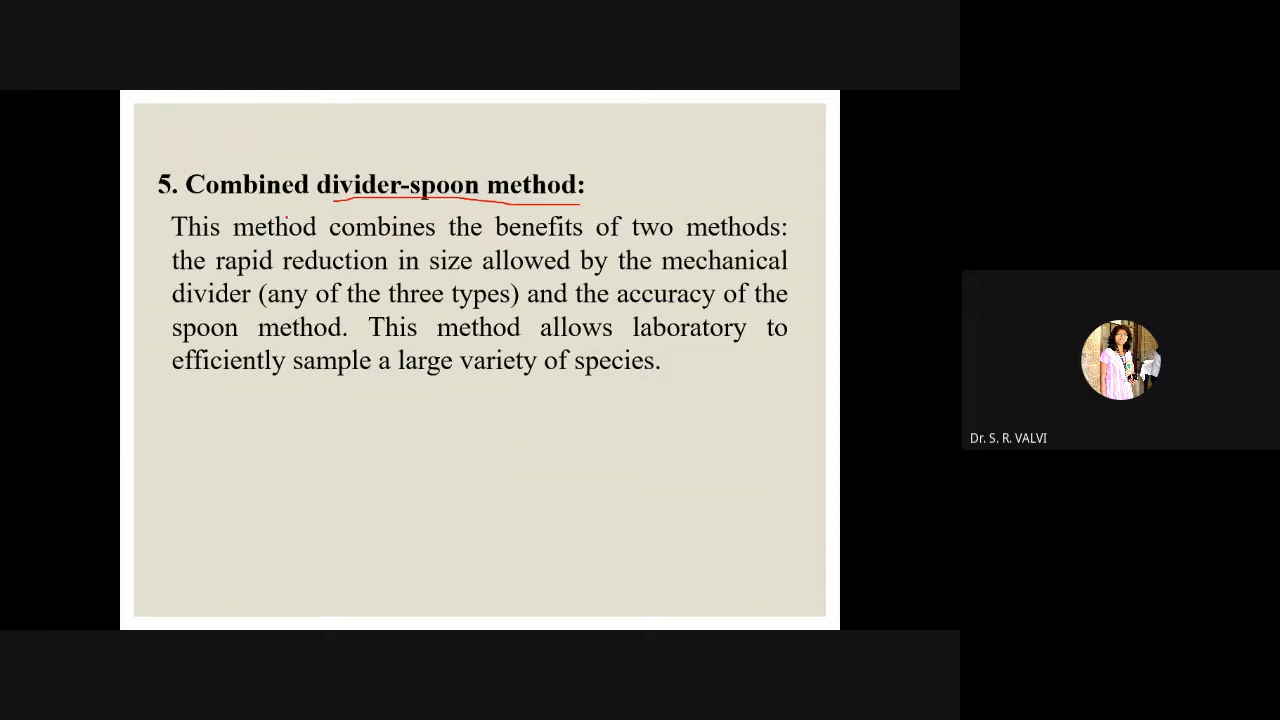 5. Combined divider-spoon method:
This method combines the benefits of two methods:
the rapid reduction in size allowed by the mechanical
divider (any of the three types) and the accuracy of the
spoon method. This method allows laboratory to
efficiently sample a large variety of species.
Dr. S. R. VALVI